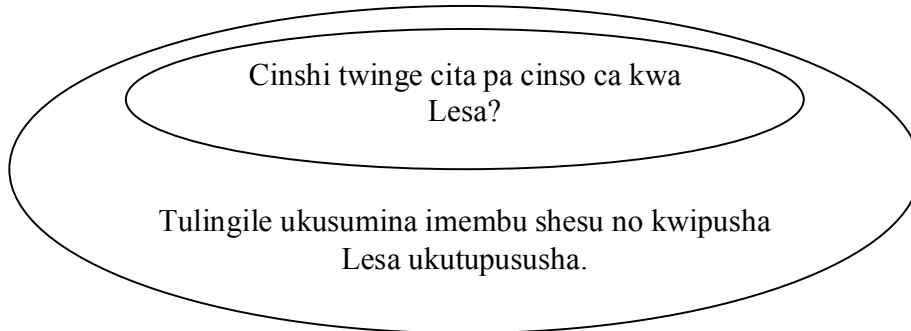 Cinshi twinge cita pa cinso ca kwa
Lesa?
Tulingile ukusumina imembu shesu no kwipusha
Lesa ukutupususha.